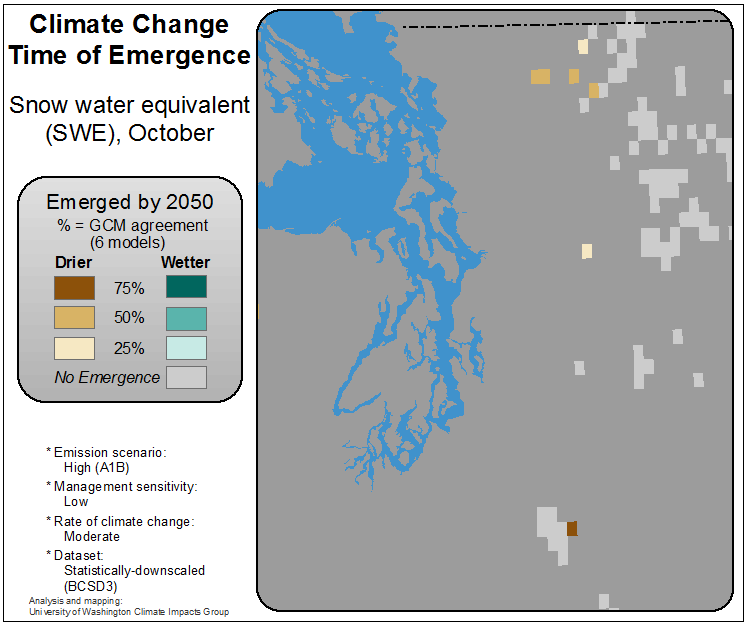 Climate Change
Time of Emergence
Snow water equivalent
(SWE), October
Emerged by 2050
% = GCM agreement
(6 models)
Drier Wetter
75%
50%
25%
No Emergence
* Emission scenario:
High (A1B)
* Management sensitivity:
Low
* Rate of climate change:
Moderate
* Dataset:
Statistically-downscaled
(BCSD3)
Analysis and mapping:
University of Washington Climate Impacts Group